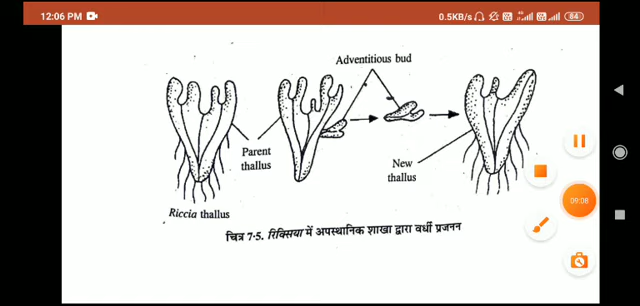 12:06 PM
0.5KB/s
64
Adventitious bud
Parent
thallus
New
thallus
Riccia thallus
09:08
चित्र 7·5. रिक्सिया में अपस्थानिक शाखा द्वारा वर्धी प्रजनन